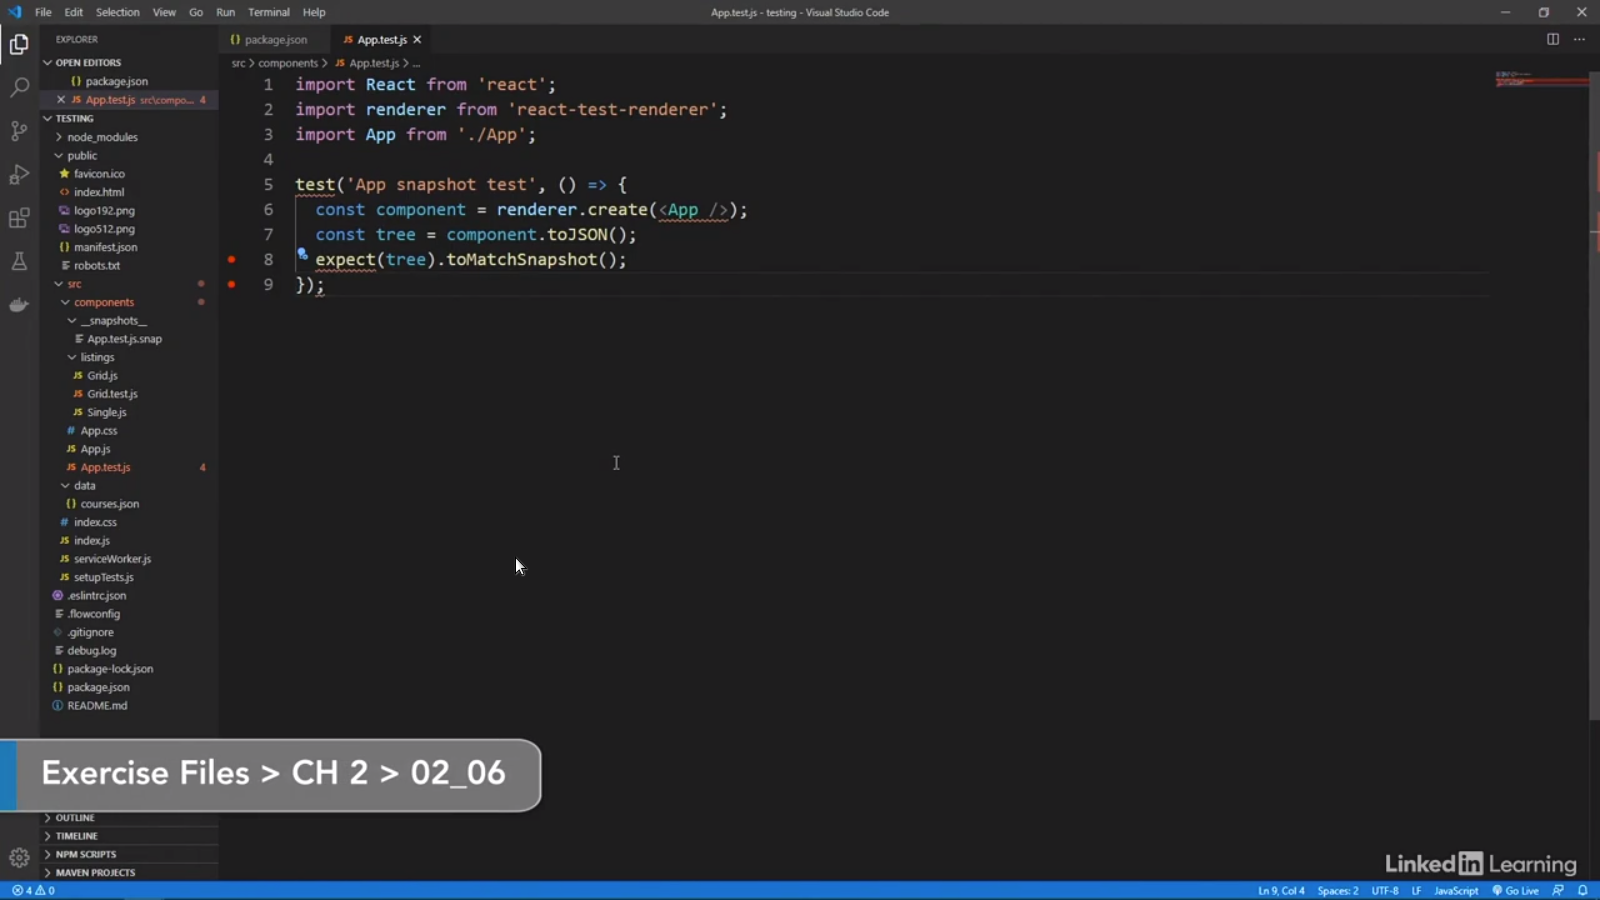 File Edit Selection View Go Run Terminal Help
App.test.js - testing - Visual Studio Code
EXPLORER
OPEN EDITORS
{} package.json
JS App.test.js src\compo... 4
TESTING
node_modules
public
favicon.ico
<> index.html
logo192.png
logo512.png
{} manifest.json
robots.txt
src
components
__snapshots__
App.test.js.snap
listings
JS Grid.js
JS Grid.test.js
JS Single.js
# App.css
JS App.js
JS App.test.js 4
data
{} courses.json
# index.css
JS index.js
JS serviceWorker.js
JS setupTests.js
.eslintrc.json
.flowconfig
.gitignore
debug.log
{} package-lock.json
{} package.json
README.md
OUTLINE
TIMELINE
NPM SCRIPTS
MAVEN PROJECTS
{} package.json
JS App.test.js
src > components > JS App.test.js > ...
1 import React from 'react';
2 import renderer from 'react-test-renderer';
3 import App from './App';
4
5 test('App snapshot test', () => {
6 const component = renderer.create(<App />);
7 const tree = component.toJSON();
8 expect(tree).toMatchSnapshot();
9 });
Exercise Files > CH 2 > 02_06
Linked in Learning
4 0
Ln 9, Col 4 Spaces: 2 UTF-8 LF JavaScript Go Live